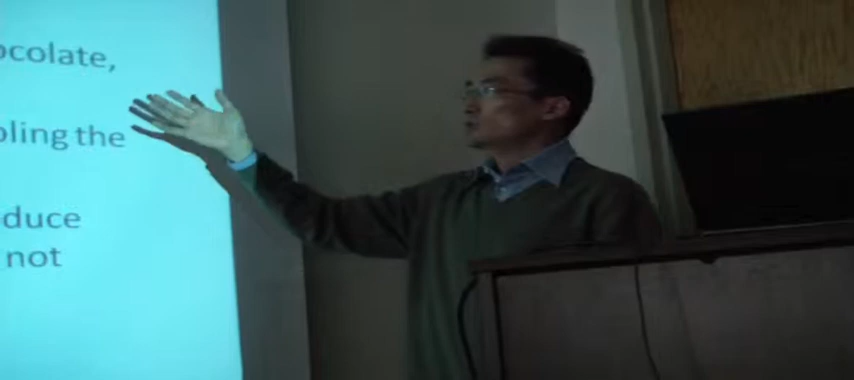 ocolate,
oling the
duce
not